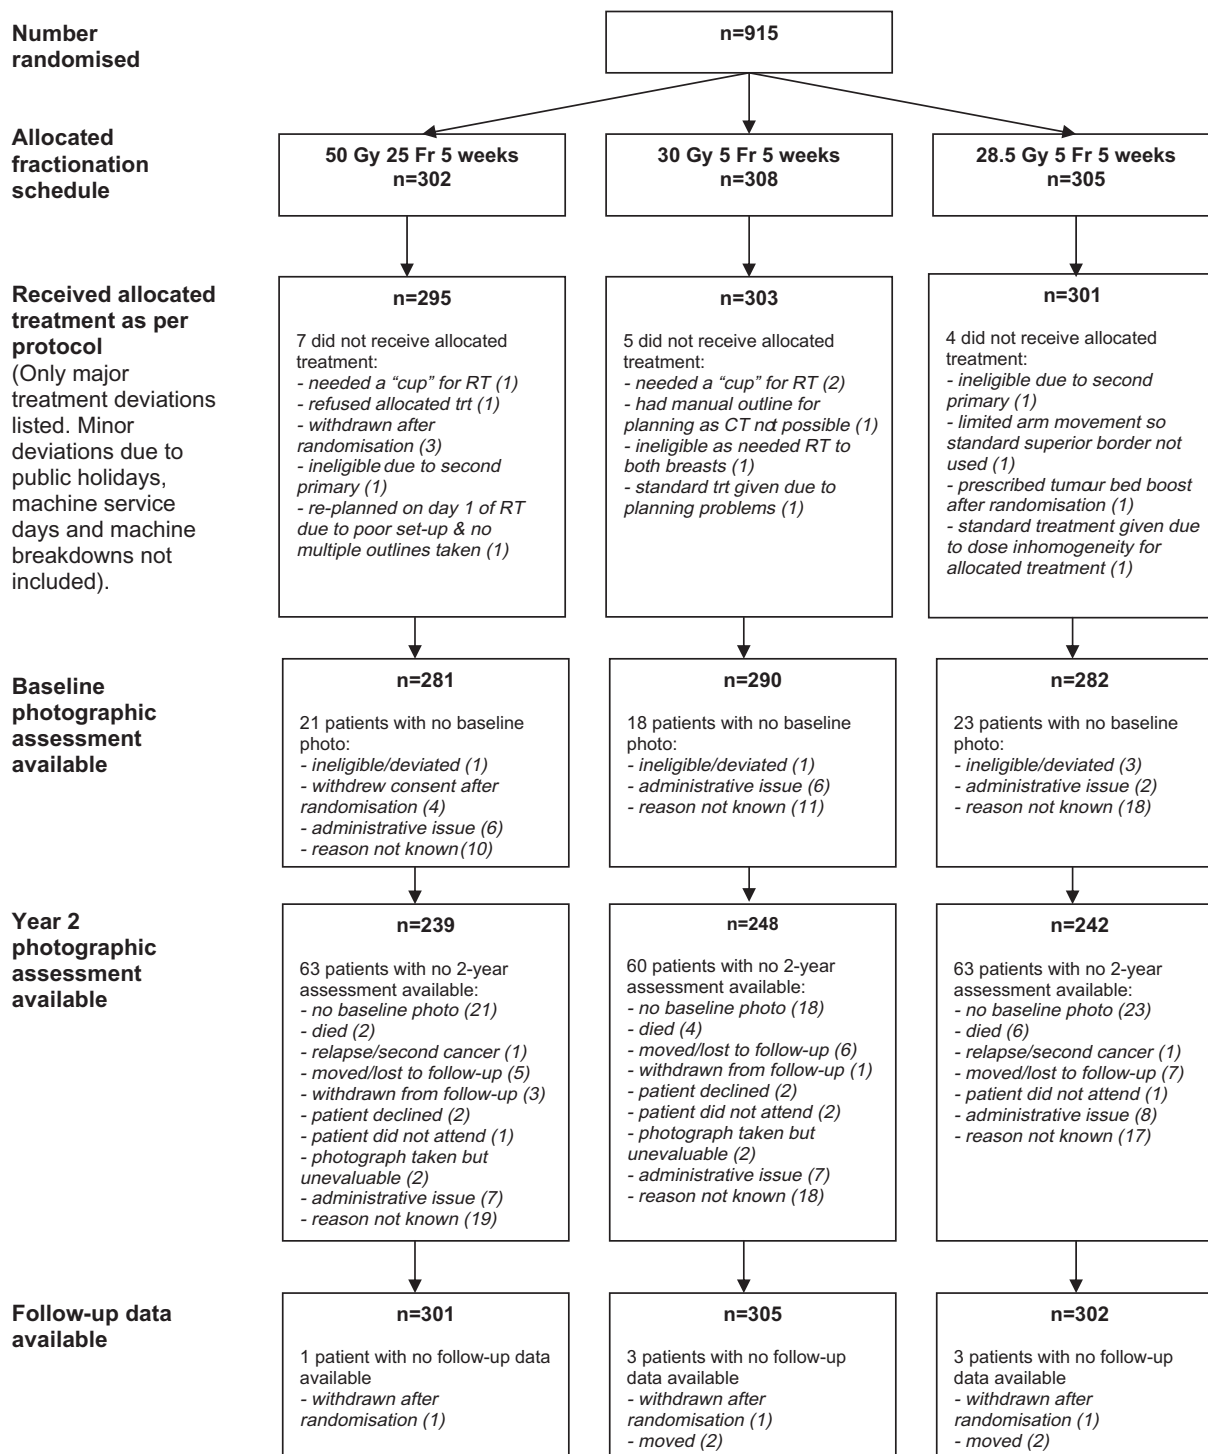 Number
randomised
n=915
Allocated
fractionation
schedule
50 Gy 25 Fr 5 weeks
n=302
30 Gy 5 Fr 5 weeks
n=308
28.5 Gy 5 Fr 5 weeks
n=305
Received allocated
treatment as per
protocol
(Only major
treatment deviations
listed. Minor
deviations due to
public holidays,
machine service
days and machine
breakdowns not
included).
n=295
7 did not receive allocated
treatment:
- needed a “cup” for RT (1)
- refused allocated trt (1)
- withdrawn after
randomisation (3)
- ineligible due to second
primary (1)
- re-planned on day 1 of RT
due to poor set-up & no
multiple outlines taken (1)
n=303
5 did not receive allocated
treatment:
- needed a “cup” for RT (2)
- had manual outline for
planning as CT not possible (1)
- ineligible as needed RT to
both breasts (1)
- standard trt given due to
planning problems (1)
n=301
4 did not receive allocated
treatment:
- ineligible due to second
primary (1)
- limited arm movement so
standard superior border not
used (1)
- prescribed tumour bed boost
after randomisation (1)
- standard treatment given due
to dose inhomogeneity for
allocated treatment (1)
Baseline
photographic
assessment
available
n=281
21 patients with no baseline
photo:
- ineligible/deviated (1)
- withdrew consent after
randomisation (4)
- administrative issue (6)
- reason not known (10)
n=290
18 patients with no baseline
photo:
- ineligible/deviated (1)
- administrative issue (6)
- reason not known (11)
n=282
23 patients with no baseline
photo:
- ineligible/deviated (3)
- administrative issue (2)
- reason not known (18)
Year 2
photographic
assessment
available
n=239
63 patients with no 2-year
assessment available:
- no baseline photo (21)
- died (2)
- relapse/second cancer (1)
- moved/lost to follow-up (5)
- withdrawn from follow-up (3)
- patient declined (2)
- patient did not attend (1)
- photograph taken but
unevaluable (2)
- administrative issue (7)
- reason not known (19)
n=248
60 patients with no 2-year
assessment available:
- no baseline photo (18)
- died (4)
- moved/lost to follow-up (6)
- withdrawn from follow-up (1)
- patient declined (2)
- patient did not attend (2)
- photograph taken but
unevaluable (2)
- administrative issue (7)
- reason not known (18)
n=242
63 patients with no 2-year
assessment available:
- no baseline photo (23)
- died (6)
- relapse/second cancer (1)
- moved/lost to follow-up (7)
- patient did not attend (1)
- administrative issue (8)
- reason not known (17)
Follow-up data
available
n=301
1 patient with no follow-up data
available
- withdrawn after
randomisation (1)
n=305
3 patients with no follow-up
data available
- withdrawn after
randomisation (1)
- moved (2)
n=302
3 patients with no follow-up
data available
- withdrawn after
randomisation (1)
- moved (2)